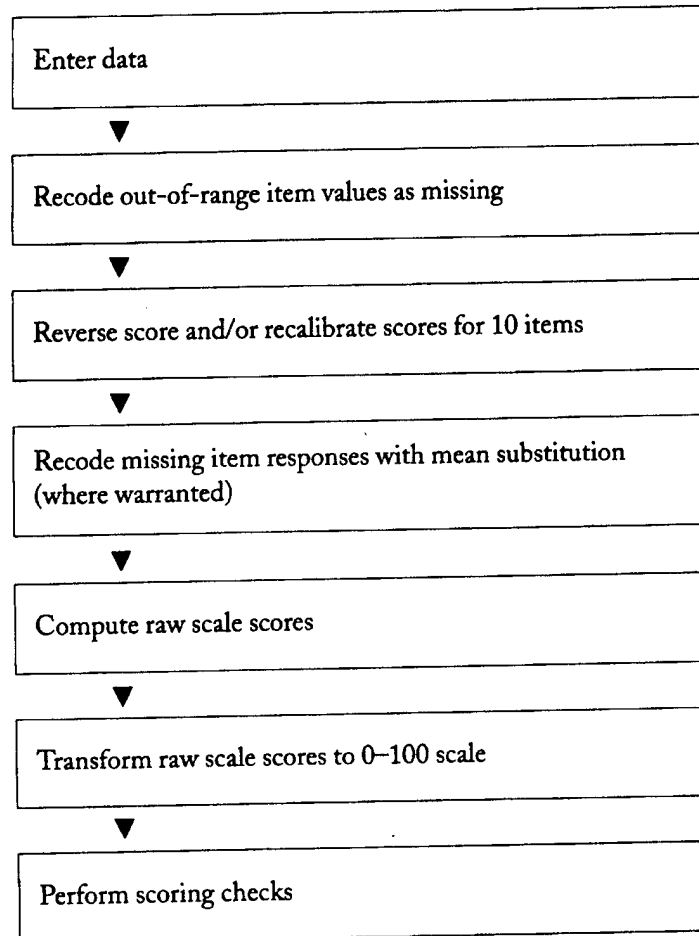 Enter data
Recode out-of-range item values as missing
Reverse score and/or recalibrate scores for 10 items
Recode missing item responses with mean substitution
(where warranted)
Compute raw scale scores
Transform raw scale scores to 0–100 scale
Perform scoring checks